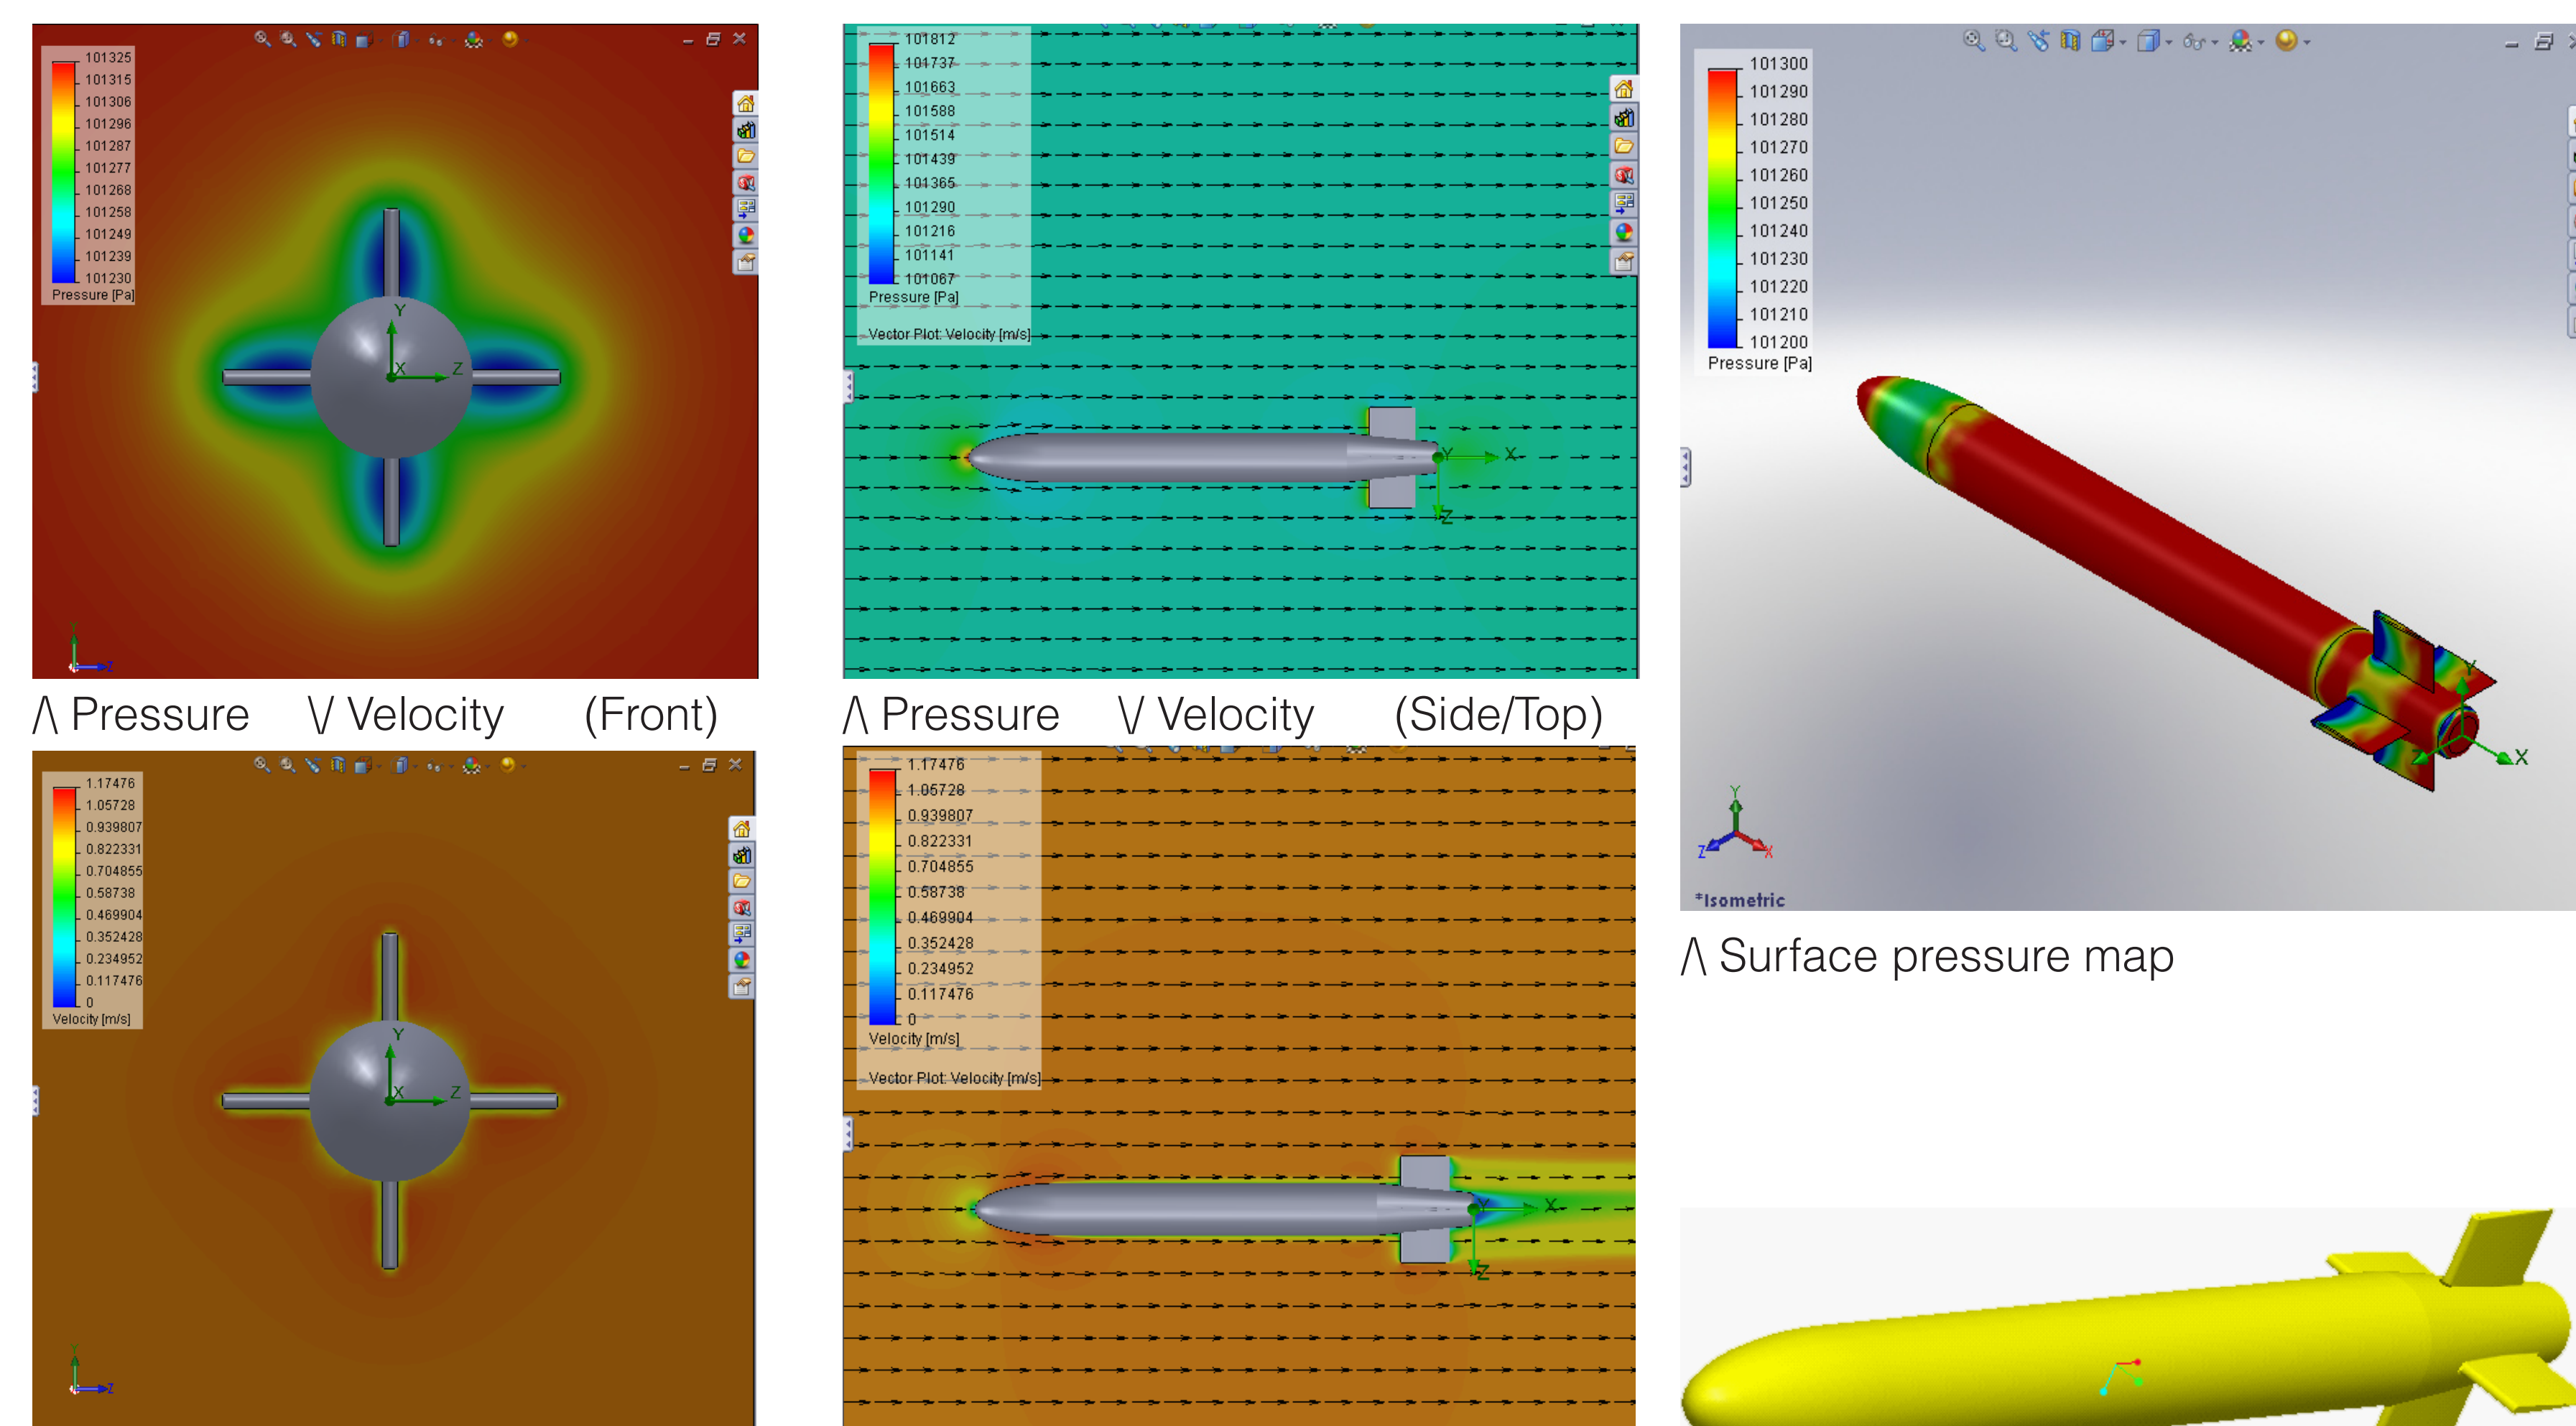 101325
101315
101306
101296
101287
101277
101268
101258
101249
101239
101230
Pressure [Pa]
Y
X
Z
Y
Z
101812
101737
101663
101588
101514
101439
101365
101290
101216
101141
101067
Pressure [Pa]
Vector Plot: Velocity [m/s]
Y
X
Z
101300
101290
101280
101270
101260
101250
101240
101230
101220
101210
101200
Pressure [Pa]
Y
Z
X
Y
Z
X
*Isometric
/\ Pressure \/ Velocity (Front)
/\ Pressure \/ Velocity (Side/Top)
/\ Surface pressure map
1.17476
1.05728
0.939807
0.822331
0.704855
0.58738
0.469904
0.352428
0.234952
0.117476
0
Velocity [m/s]
Y
X
Z
Y
Z
1.17476
1.05728
0.939807
0.822331
0.704855
0.58738
0.469904
0.352428
0.234952
0.117476
0
Velocity [m/s]
Vector Plot: Velocity [m/s]
Y
X
Z